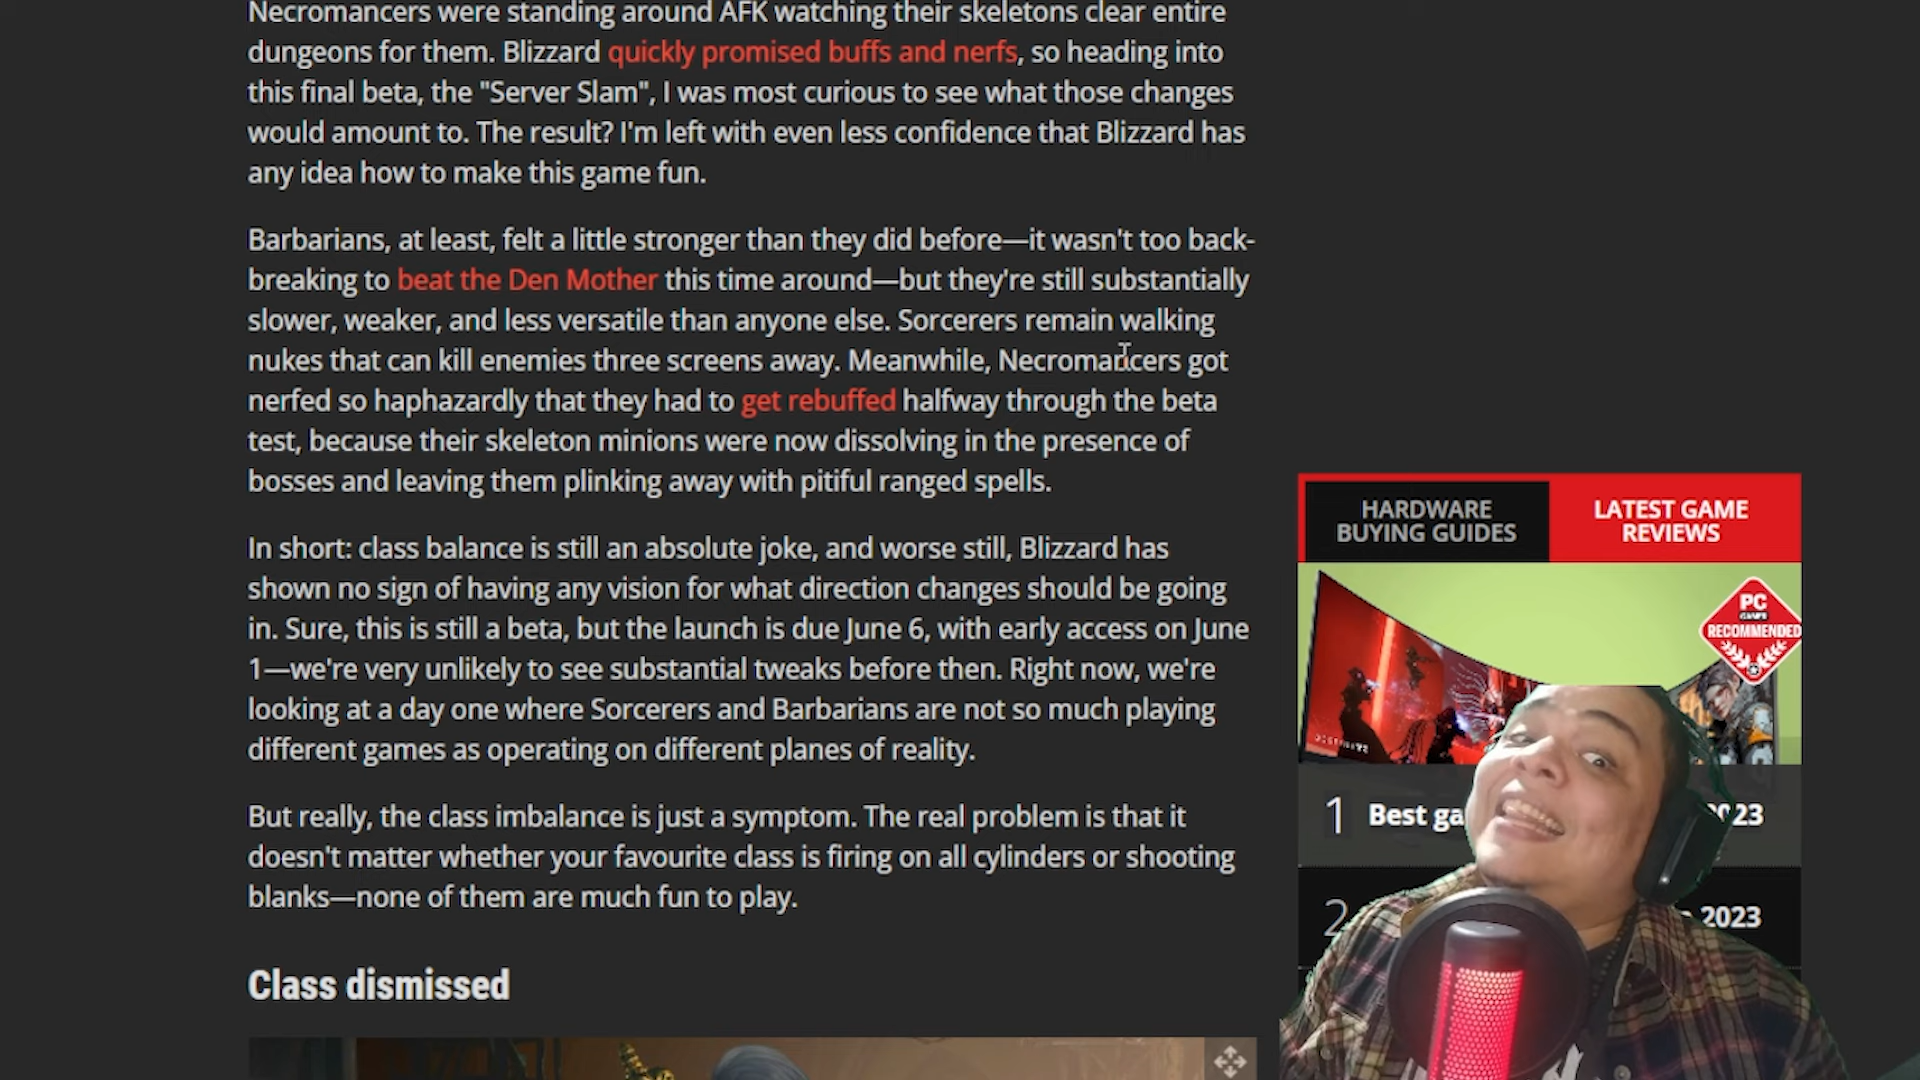 Necromancers were standing around AFK watching their skeletons clear entire
dungeons for them. Blizzard quickly promised buffs and nerfs, so heading into
this final beta, the "Server Slam", I was most curious to see what those changes
would amount to. The result? I'm left with even less confidence that Blizzard has
any idea how to make this game fun.
Barbarians, at least, felt a little stronger than they did before—it wasn't too back-
breaking to beat the Den Mother this time around—but they're still substantially
slower, weaker, and less versatile than anyone else. Sorcerers remain walking
nukes that can kill enemies three screens away. Meanwhile, Necromancers got
nerfed so haphazardly that they had to get rebuffed halfway through the beta
test, because their skeleton minions were now dissolving in the presence of
bosses and leaving them plinking away with pitiful ranged spells.
In short: class balance is still an absolute joke, and worse still, Blizzard has
shown no sign of having any vision for what direction changes should be going
in. Sure, this is still a beta, but the launch is due June 6, with early access on June
1—we're very unlikely to see substantial tweaks before then. Right now, we're
looking at a day one where Sorcerers and Barbarians are not so much playing
different games as operating on different planes of reality.
But really, the class imbalance is just a symptom. The real problem is that it
doesn't matter whether your favourite class is firing on all cylinders or shooting
blanks—none of them are much fun to play.
Class dismissed
HARDWARE
BUYING GUIDES
LATEST GAME
REVIEWS
PC
GAMER
RECOMMENDED
1 Best ga 2023
2 2023